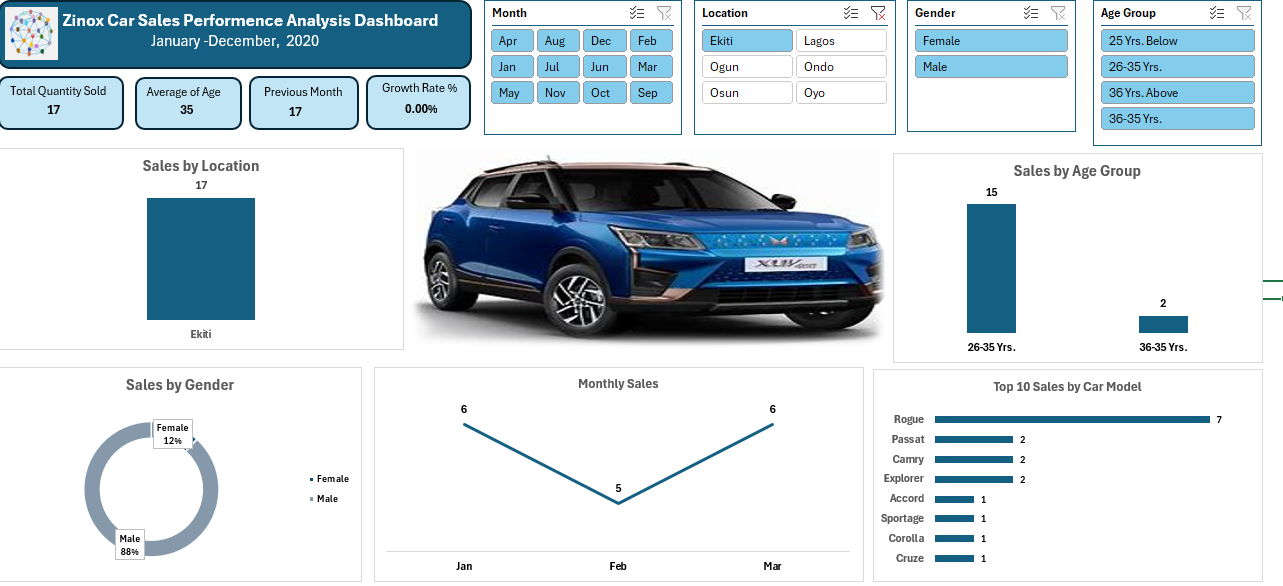 Zinox Car Sales Performence Analysis Dashboard
January -December, 2020
Total Quantity Sold
17
Average of Age
35
Previous Month
17
Growth Rate %
0.00%
Month
Apr Aug Dec Feb
Jan Jul Jun Mar
May Nov Oct Sep
Location
Ekiti Lagos
Ogun Ondo
Osun Oyo
Gender
Female
Male
Age Group
25 Yrs. Below
26-35 Yrs.
36 Yrs. Above
36-35 Yrs.
Sales by Location
17
Ekiti
XUV400
Sales by Age Group
15
2
26-35 Yrs. 36-35 Yrs.
Sales by Gender
Female
12%
Male
88%
Female
Male
Monthly Sales
6 6
5
Jan Feb Mar
Top 10 Sales by Car Model
Rogue 7
Passat 2
Camry 2
Explorer 2
Accord 1
Sportage 1
Corolla 1
Cruze 1